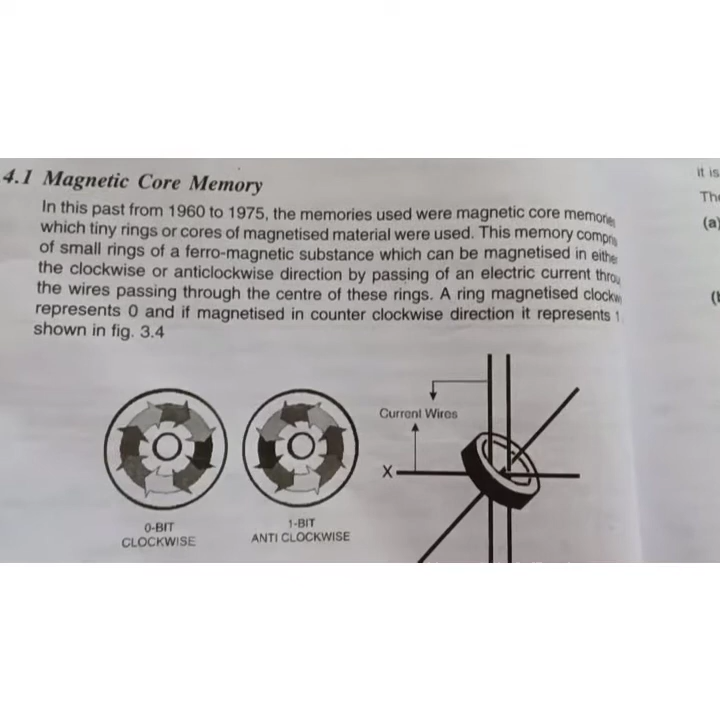 4.1 Magnetic Core Memory
In this past from 1960 to 1975, the memories used were magnetic core
which tiny rings or cores of magnetised material were used. This memory
of small rings of a ferro-magnetic substance which can be magnetised in
the clockwise or anticlockwise direction by passing of an electric current
the wires passing through the centre of these rings. A ring magnetised
represents 0 and if magnetised in counter clockwise direction it represents 1
shown in fig. 3.4
Current Wires
X
0-BIT
CLOCKWISE
1-BIT
ANTI CLOCKWISE
it is
(a)